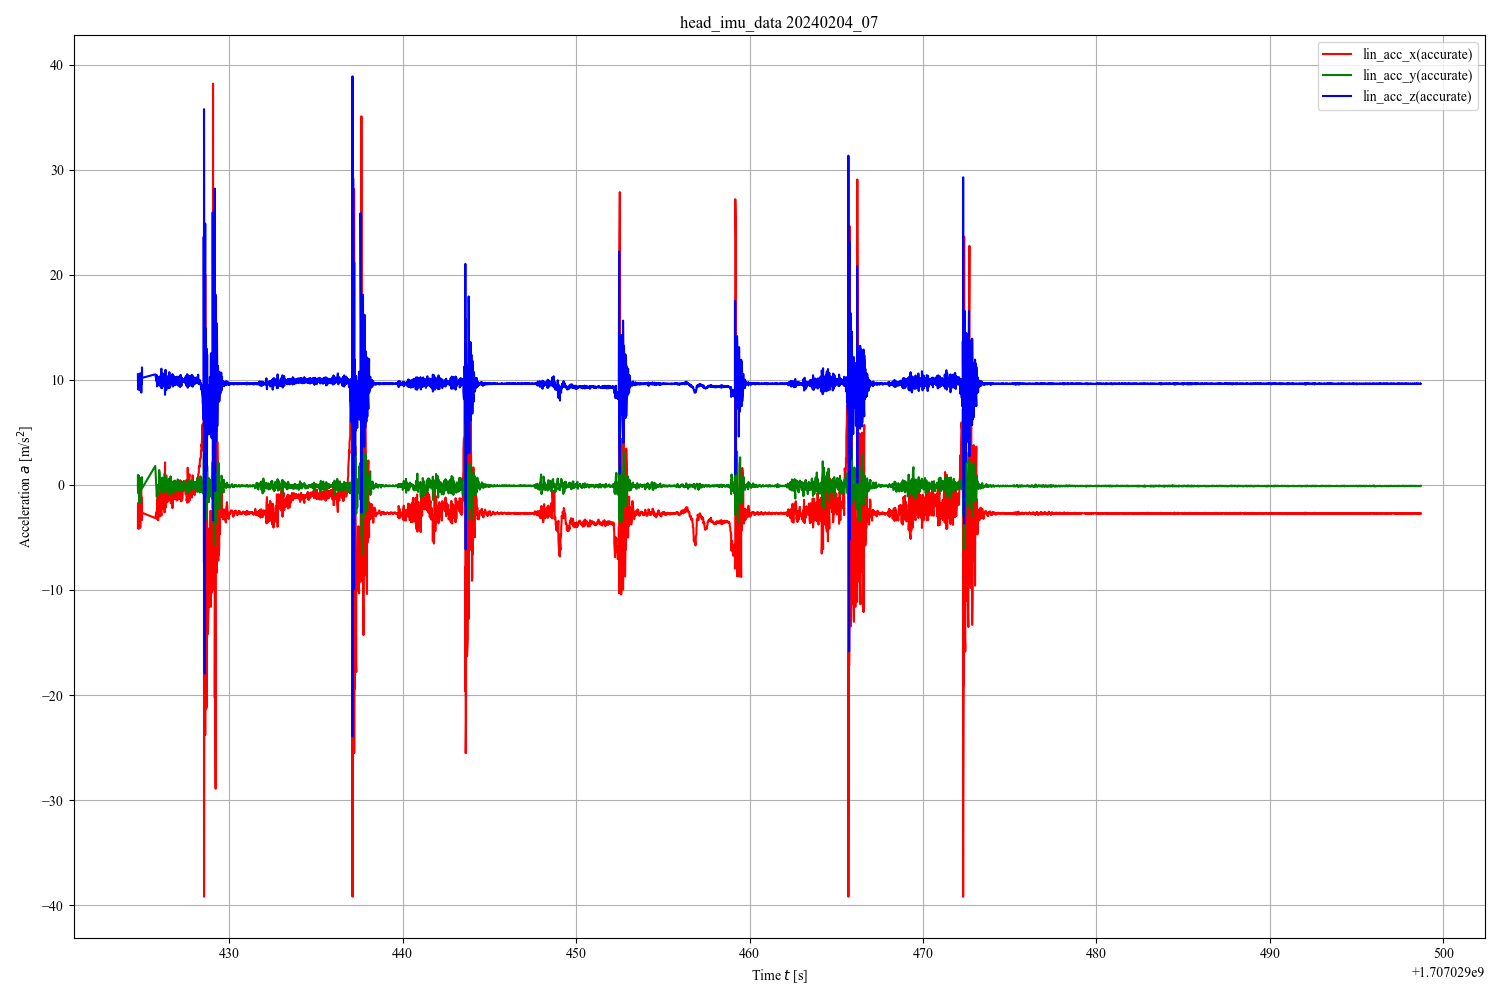 head_imu_data 20240204_07
lin_acc_x(accurate)
lin_acc_y(accurate)
lin_acc_z(accurate)
Acceleration a [m/s²]
40
30
20
10
0
−10
−20
−30
−40
430 440 450 460 470 480 490 500
+1.707029e9
Time t [s]